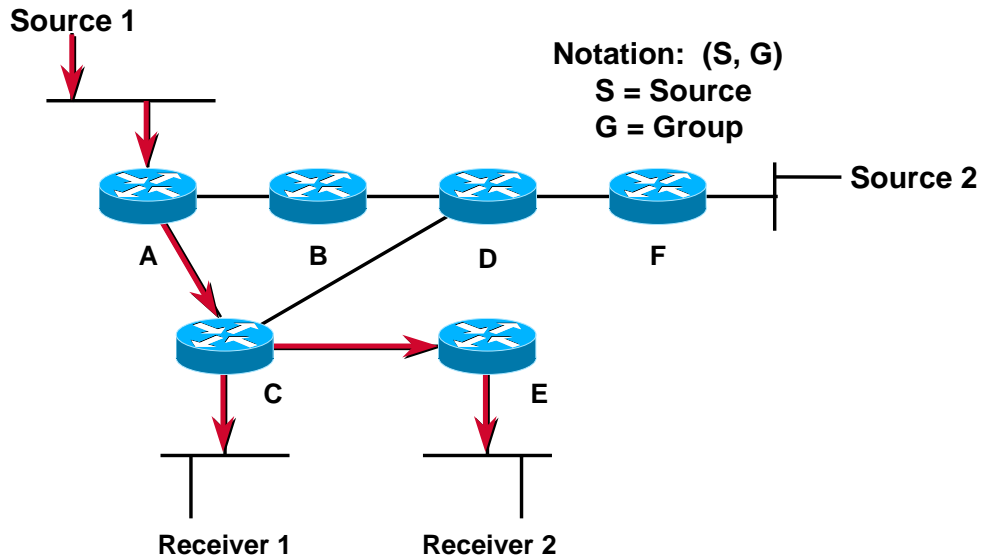 Source 1
Notation: (S, G)
S = Source
G = Group
Source 2
A
B
D
F
C
E
Receiver 1
Receiver 2